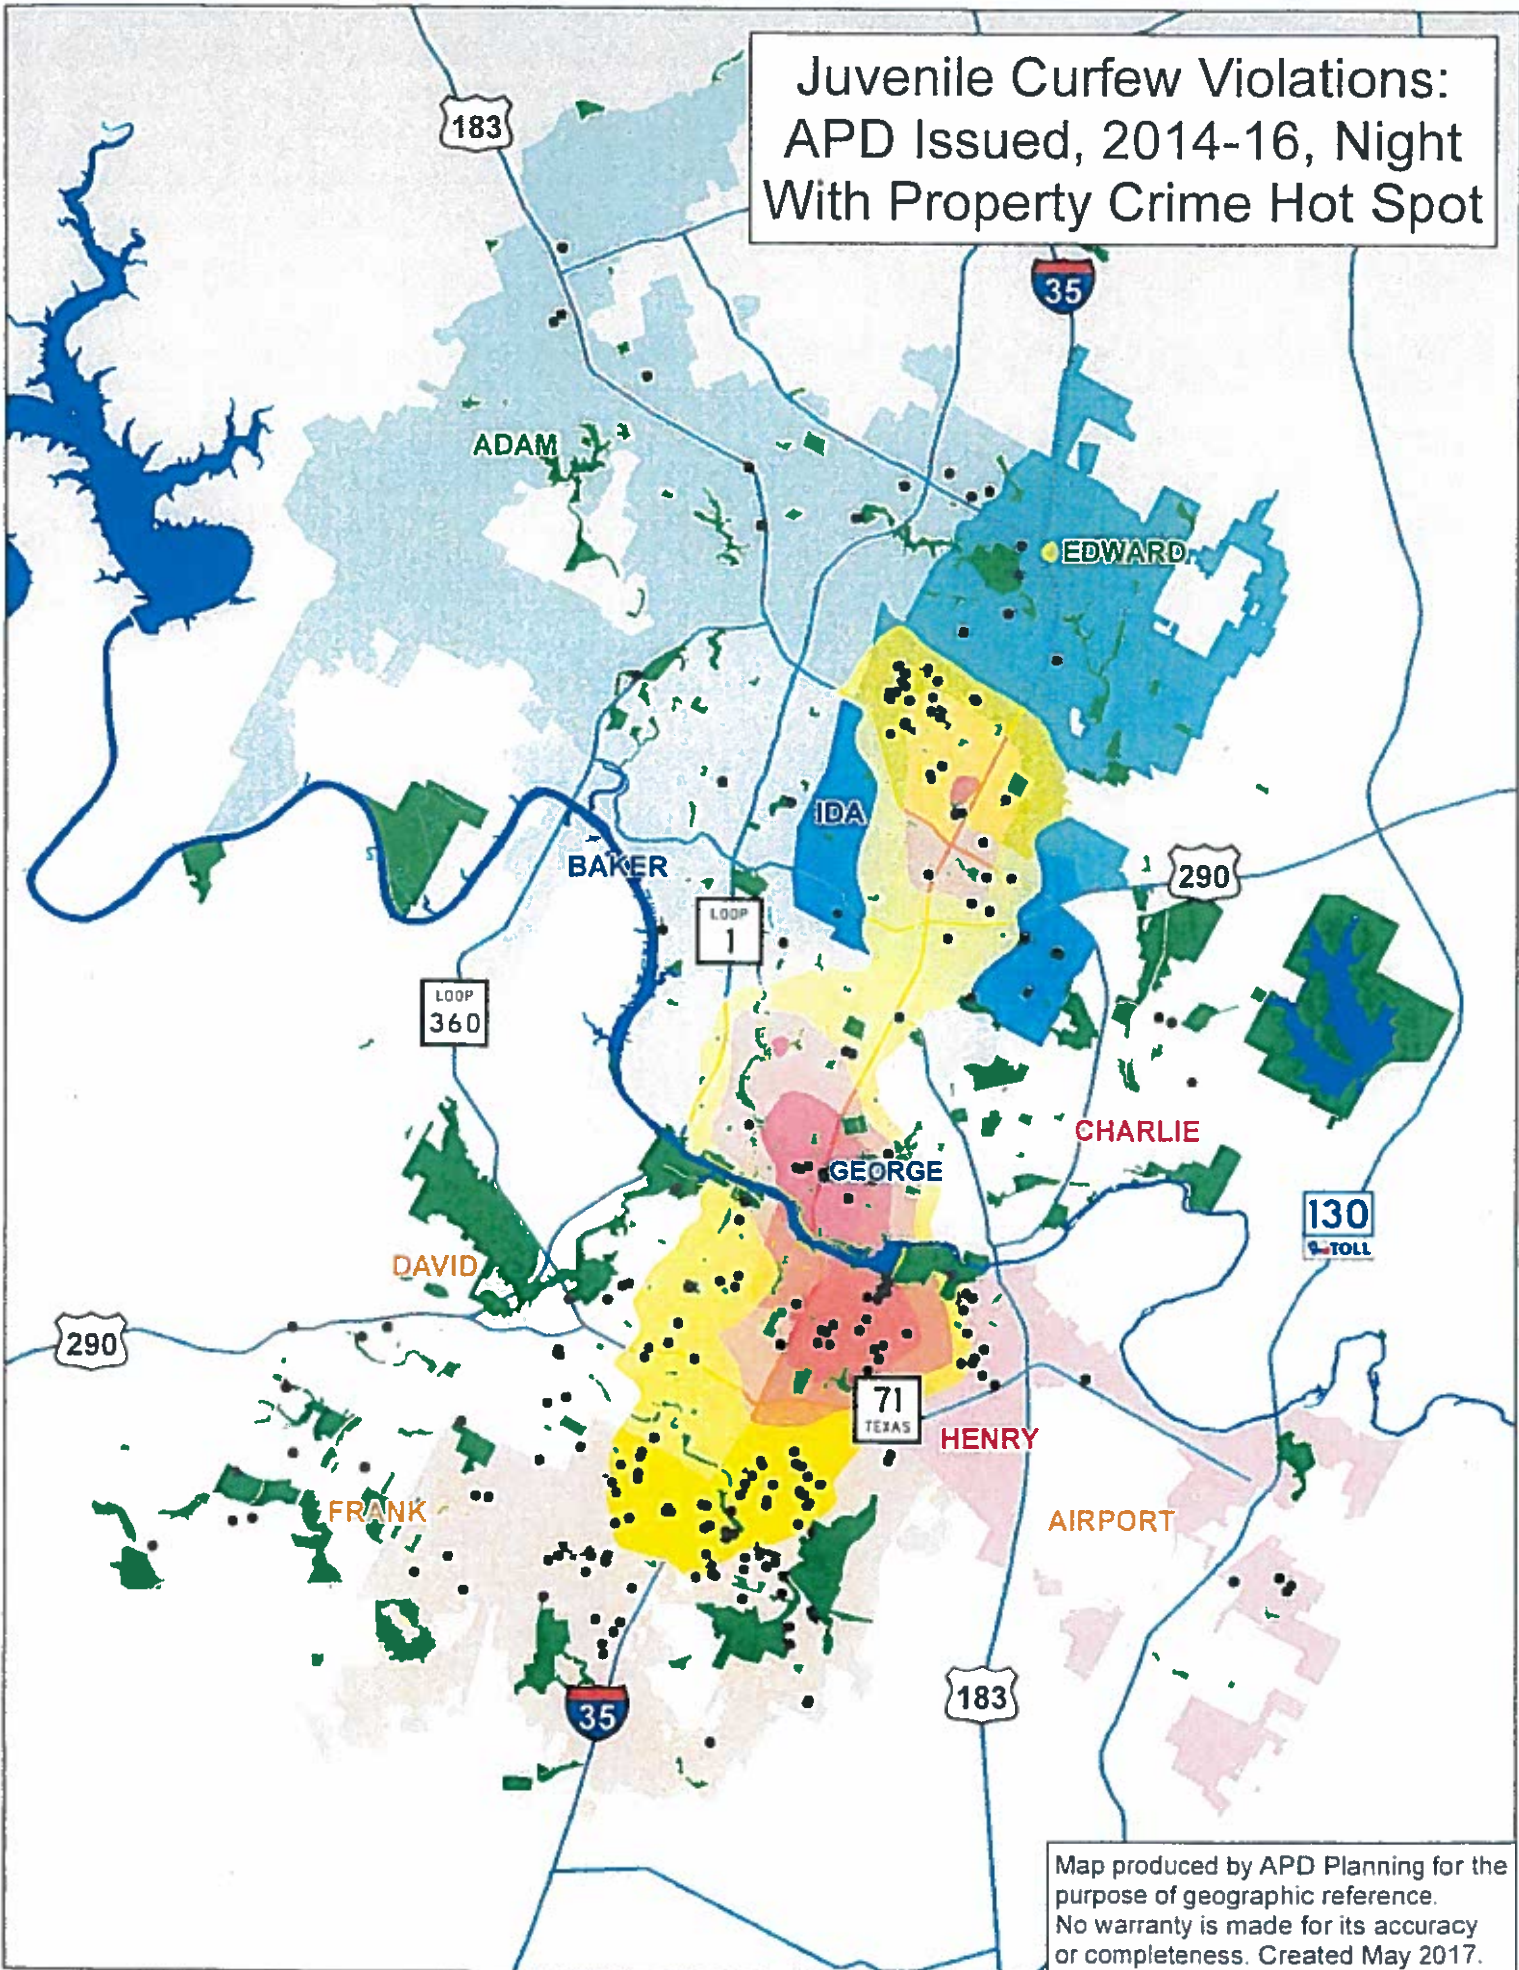 Juvenile Curfew Violations:
APD Issued, 2014-16, Night
With Property Crime Hot Spot
183
35
ADAM
EDWARD
IDA
BAKER
290
LOOP
1
LOOP
360
CHARLIE
GEORGE
130
TOLL
DAVID
290
71
TEXAS
HENRY
FRANK
AIRPORT
183
35
Map produced by APD Planning for the
purpose of geographic reference.
No warranty is made for its accuracy
or completeness. Created May 2017.